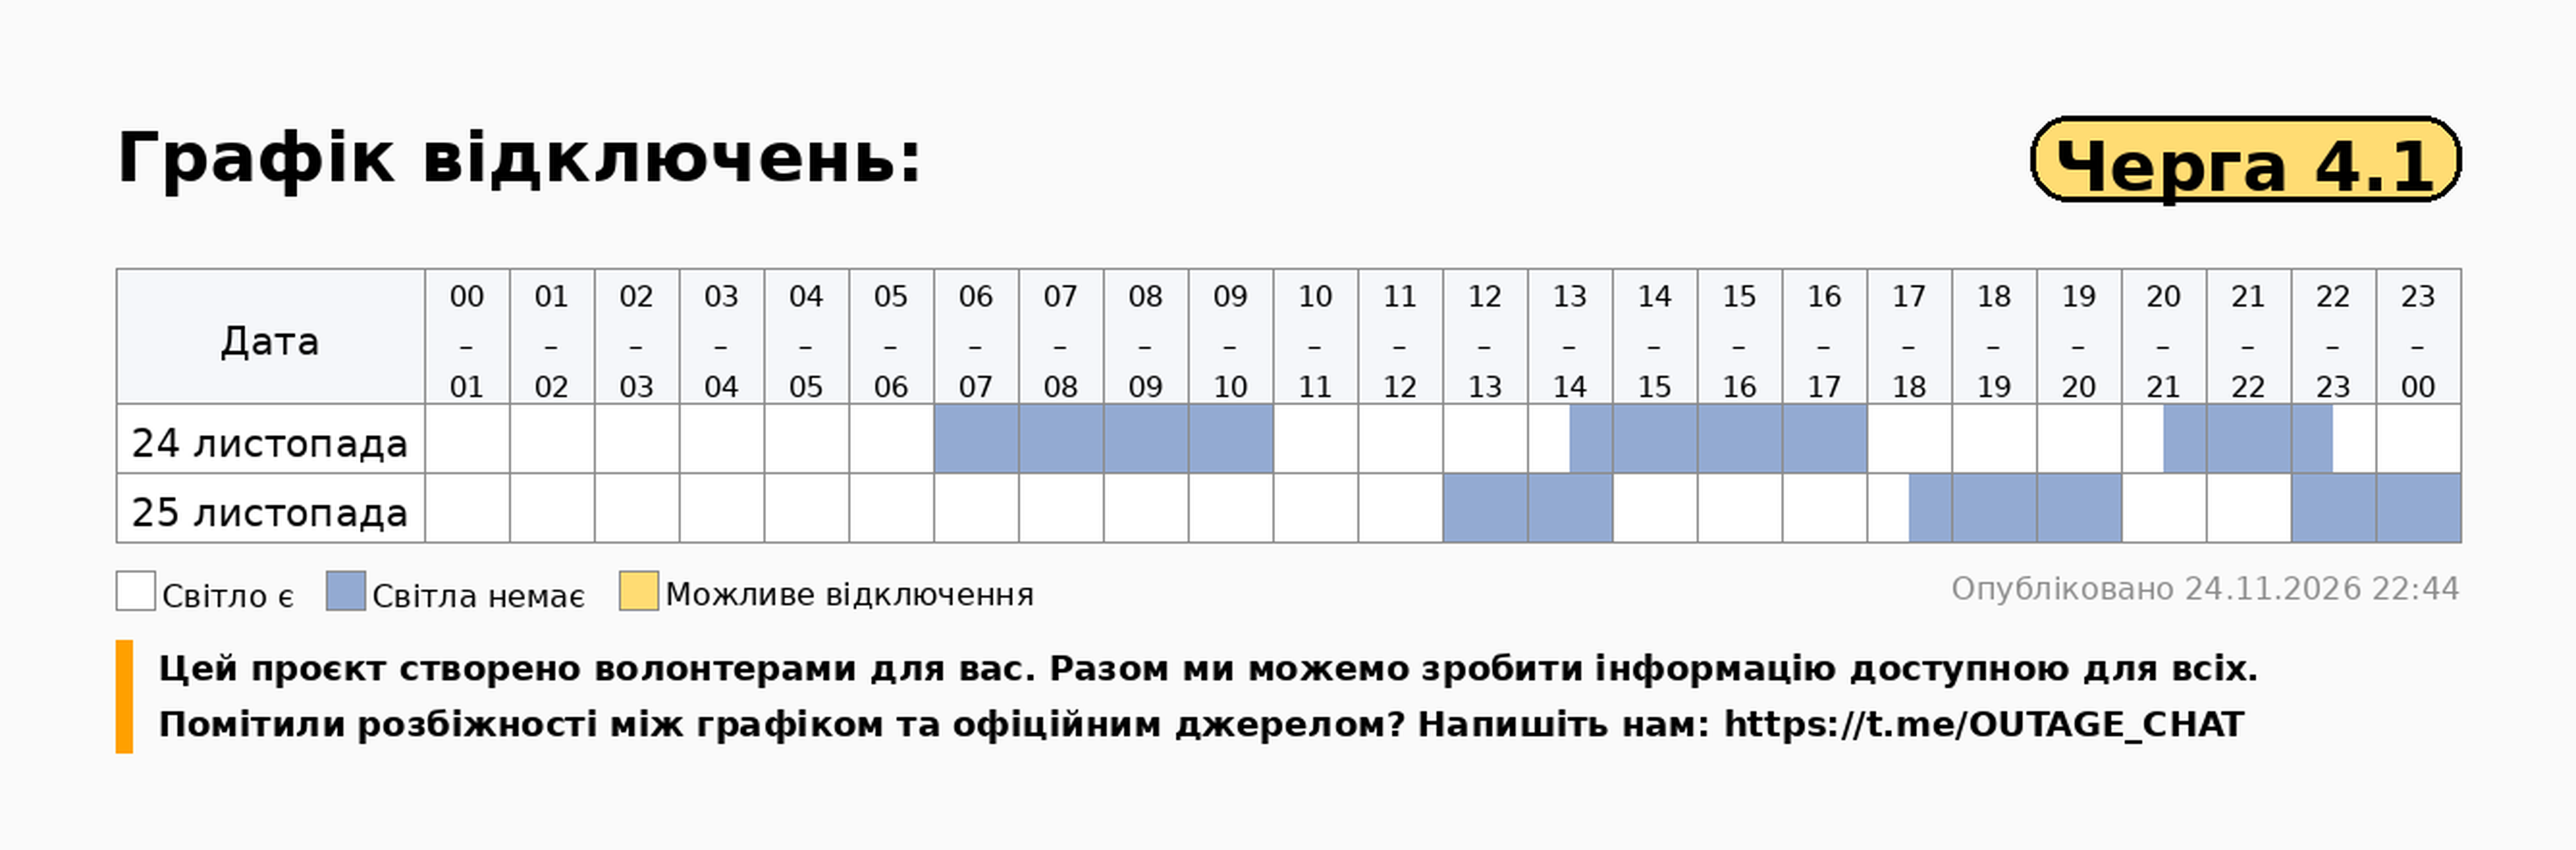 Графік відключень:
Черга 4.1
Дата
00 – 01
01 – 02
02 – 03
03 – 04
04 – 05
05 – 06
06 – 07
07 – 08
08 – 09
09 – 10
10 – 11
11 – 12
12 – 13
13 – 14
14 – 15
15 – 16
16 – 17
17 – 18
18 – 19
19 – 20
20 – 21
21 – 22
22 – 23
23 – 00
24 листопада
25 листопада
Світло є
Світла немає
Можливе відключення
Опубліковано 24.11.2026 22:44
Цей проєкт створено волонтерами для вас. Разом ми можемо зробити інформацію доступною для всіх.
Помітили розбіжності між графіком та офіційним джерелом? Напишіть нам: https://t.me/OUTAGE_CHAT